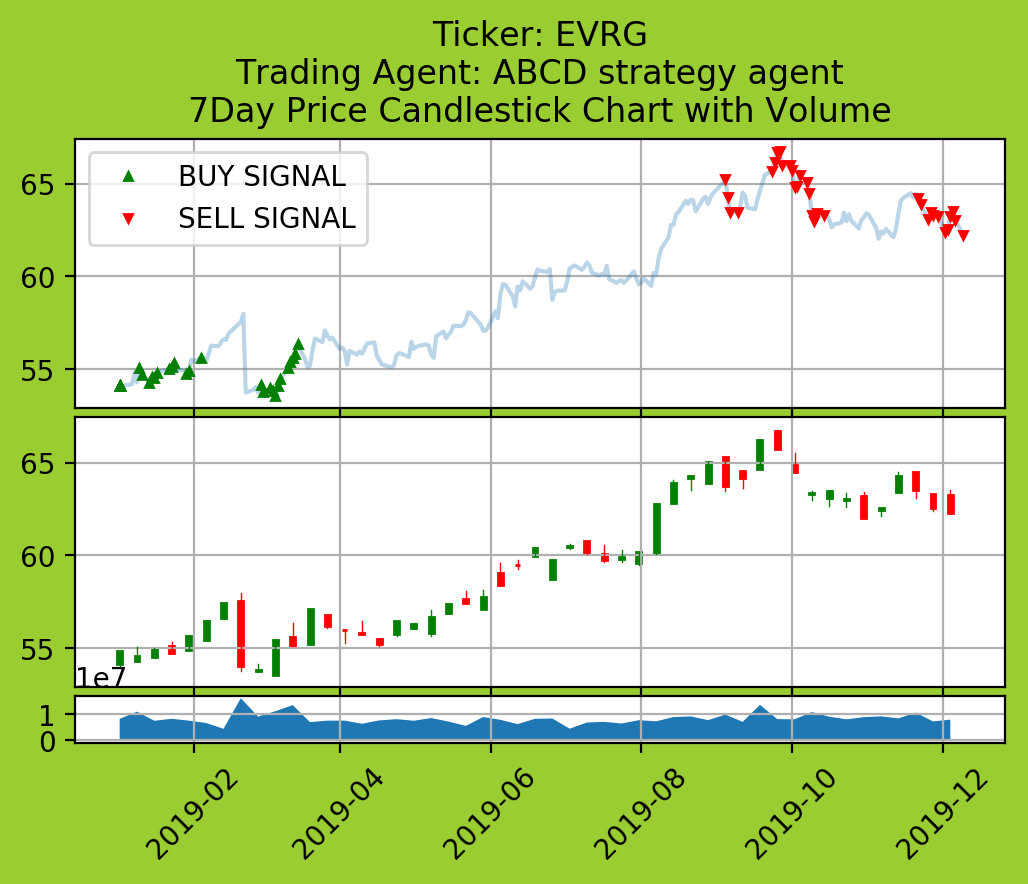 Ticker: EVRG
Trading Agent: ABCD strategy agent
7Day Price Candlestick Chart with Volume
BUY SIGNAL
SELL SIGNAL
65
60
55
65
60
55
1e7
1
0
2019-02
2019-04
2019-06
2019-08
2019-10
2019-12